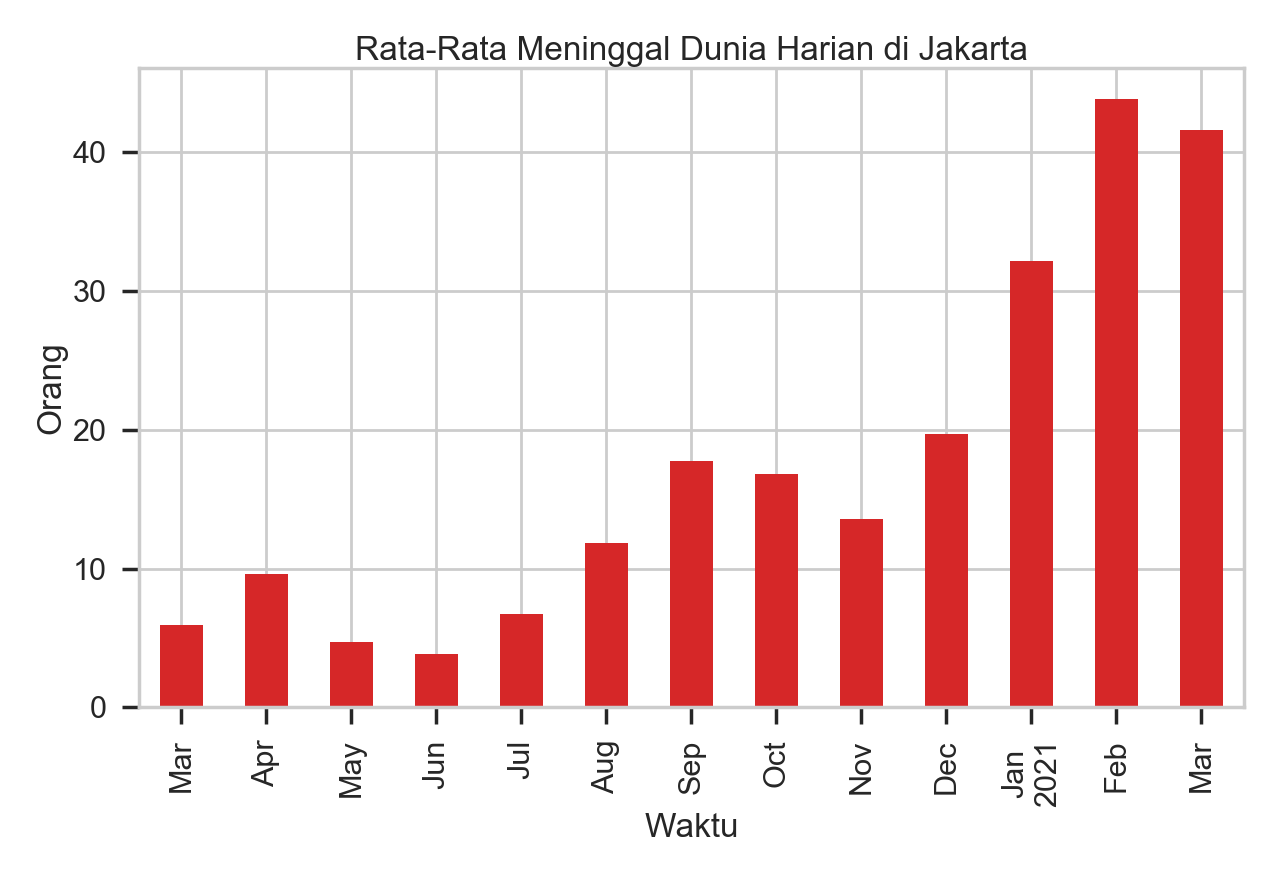 Rata-Rata Meninggal Dunia Harian di Jakarta
40
30
20
10
0
Orang
Mar
Apr
May
Jun
Jul
Aug
Sep
Oct
Nov
Dec
Jan
2021
Feb
Mar
Waktu